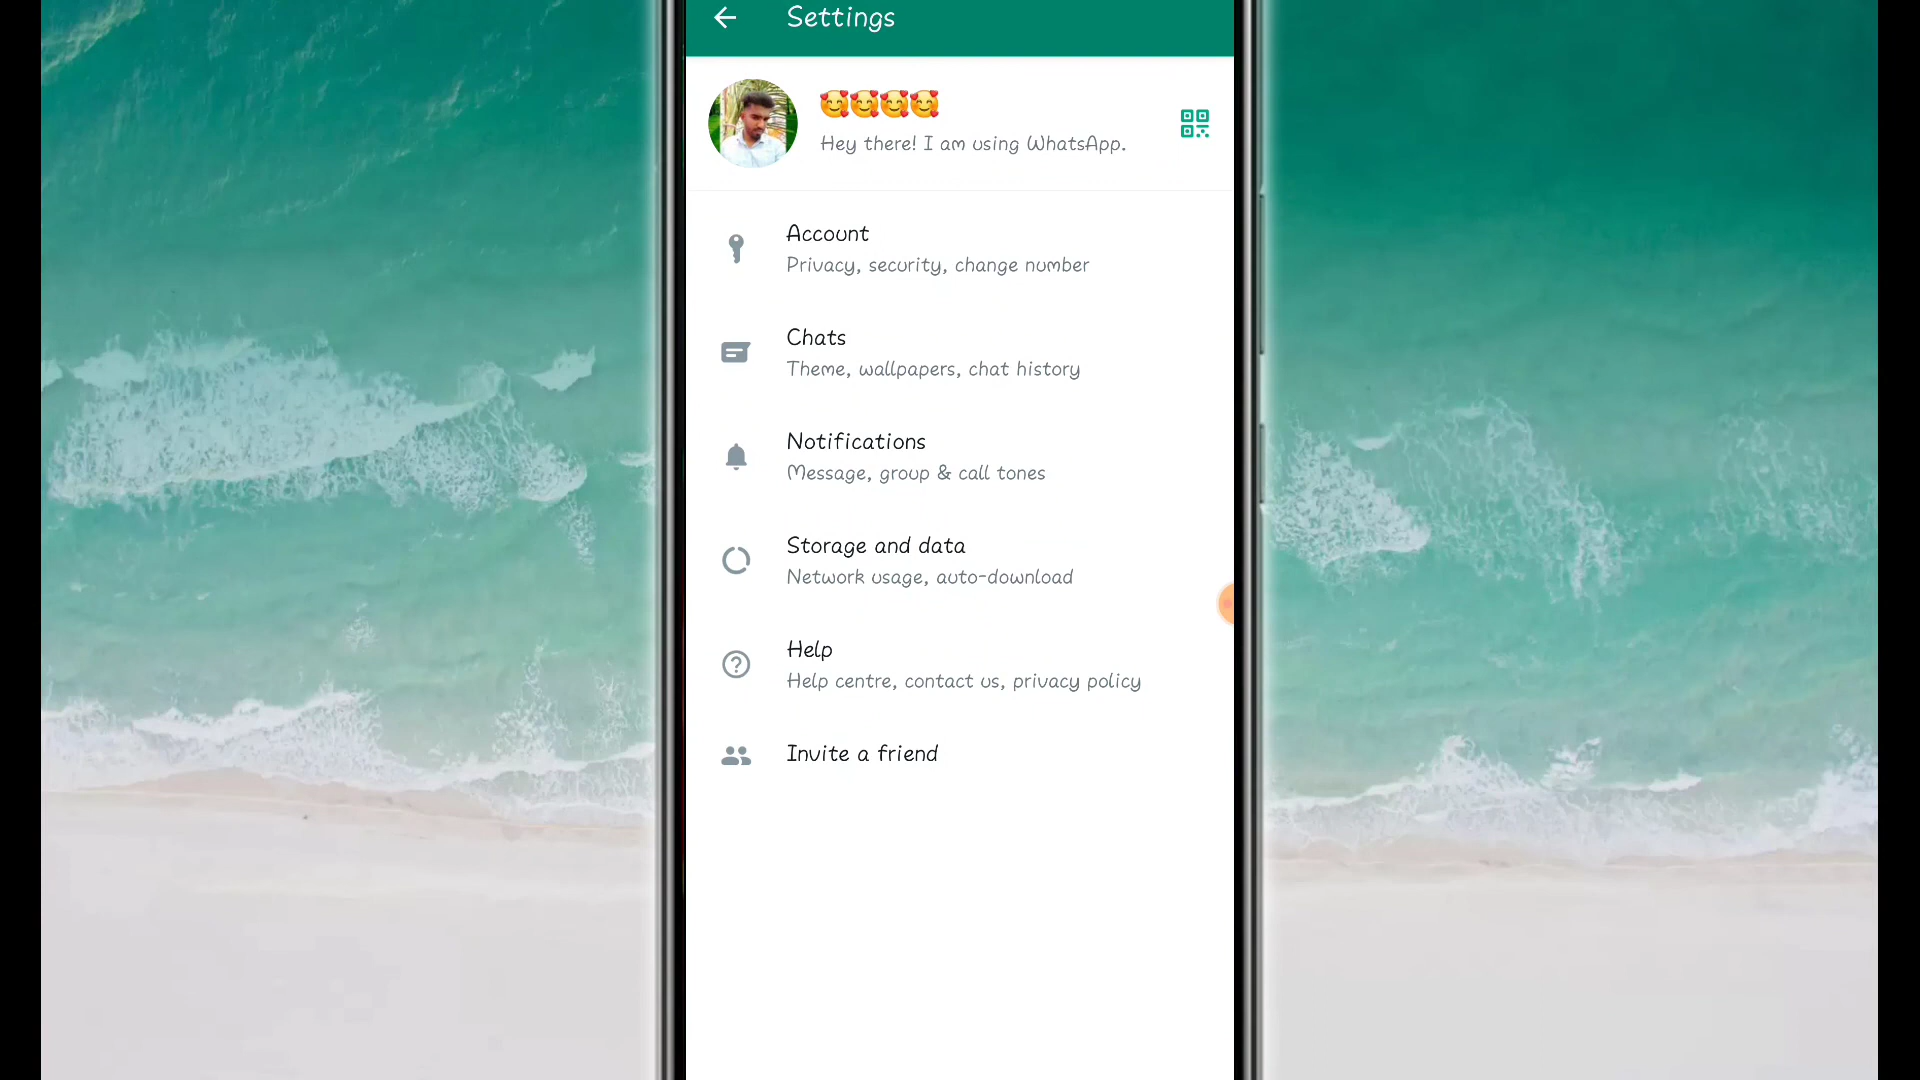 Settings
🥰🥰🥰🥰
Hey there! I am using WhatsApp.
Account
Privacy, security, change number
Chats
Theme, wallpapers, chat history
Notifications
Message, group & call tones
Storage and data
Network usage, auto-download
Help
Help centre, contact us, privacy policy
Invite a friend